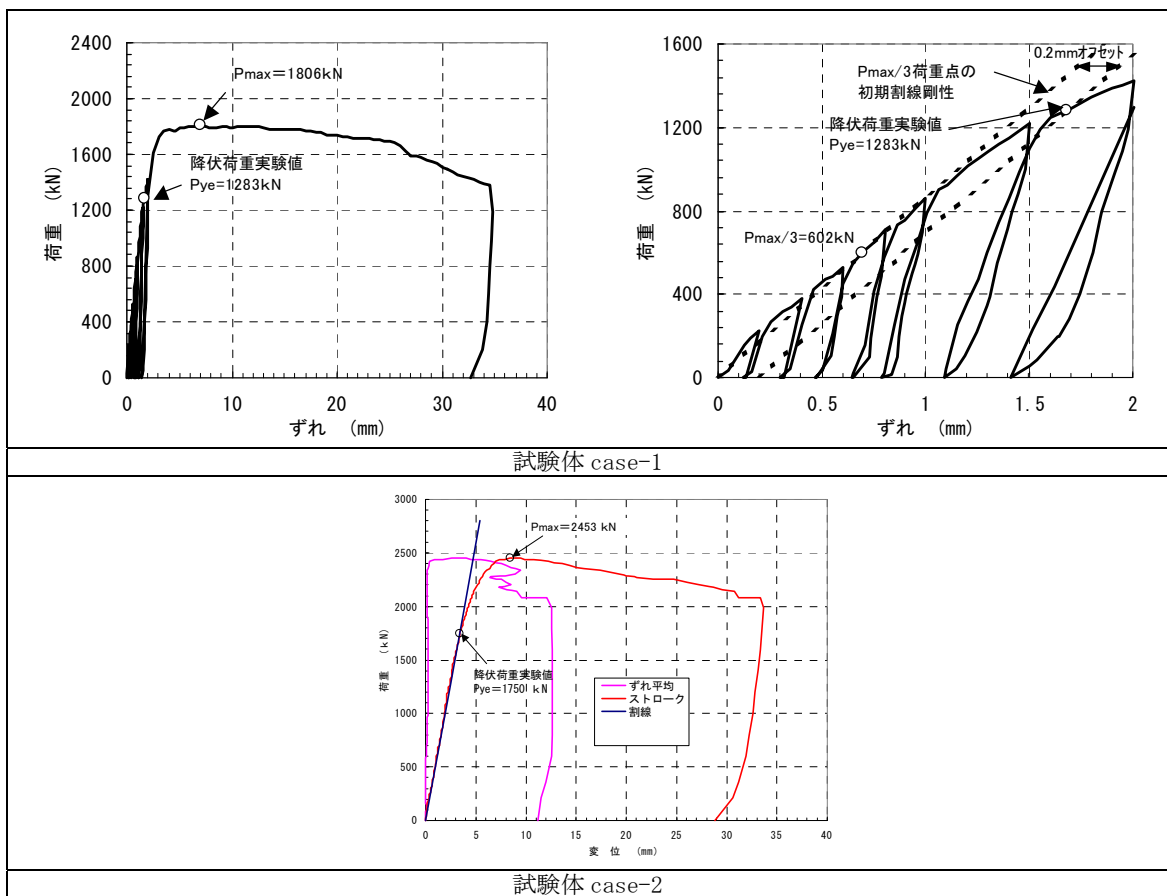 2400
2000
1600
1200
800
400
0
荷重 (kN)
Pmax=1806kN
降伏荷重実験値
Pye=1283kN
0 10 20 30 40
ずれ (mm)
1600
1200
800
400
0
荷重 (kN)
0.2mmオフセット
Pmax/3荷重点の
初期割線剛性
降伏荷重実験値
Pye=1283kN
Pmax/3=602kN
0 0.5 1 1.5 2
ずれ (mm)
試験体 case-1
3000
2500
2000
1500
1000
500
0
荷重 (kN)
Pmax=2453 kN
降伏荷重実験値
Pye=1750 kN
ずれ平均
ストローク
割線
0 5 10 15 20 25 30 35 40
変 位 (mm)
試験体 case-2